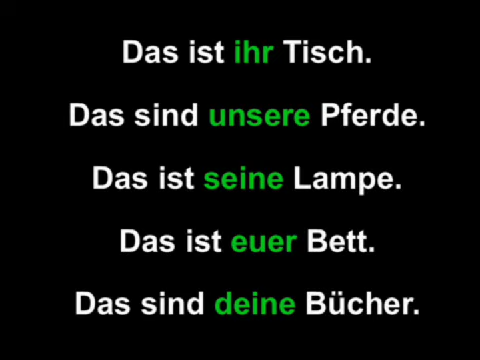 Das ist ihr Tisch.
Das sind unsere Pferde.
Das ist seine Lampe.
Das ist euer Bett.
Das sind deine Bücher.